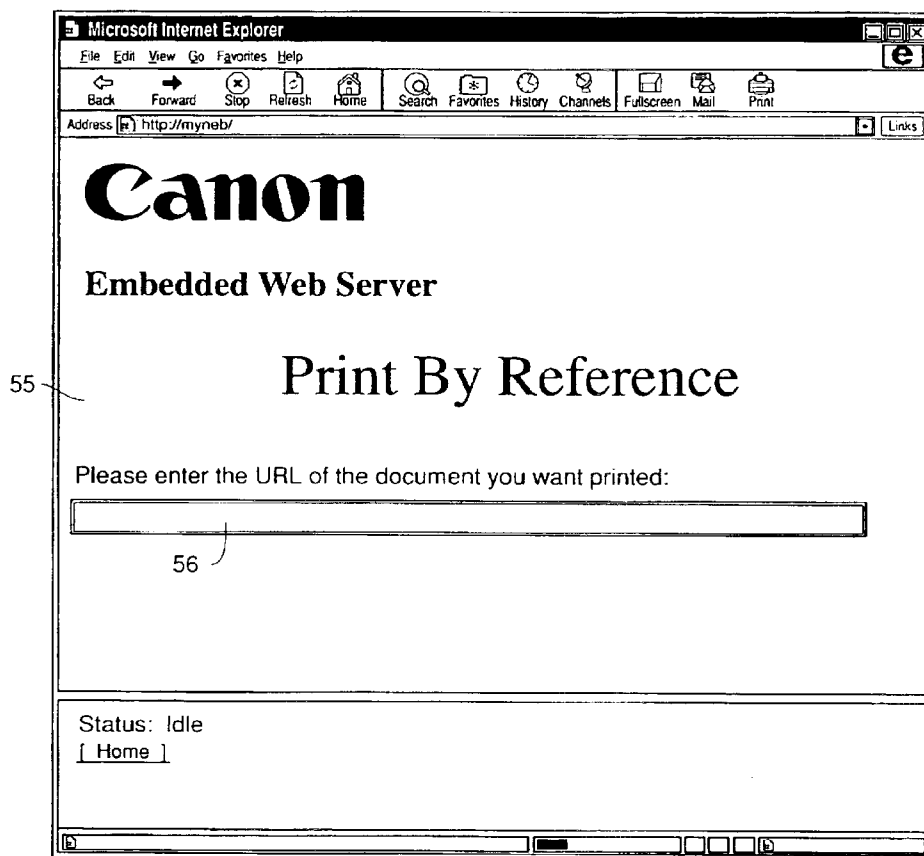 Microsoft Internet Explorer
File Edit View Go Favorites Help
e
Back Forward Stop Refresh Home Search Favorites History Channels Fullscreen Mail Print
Address http://myneb/ Links
Canon
Embedded Web Server
Print By Reference
55
Please enter the URL of the document you want printed:
56
Status: Idle
[ Home ]